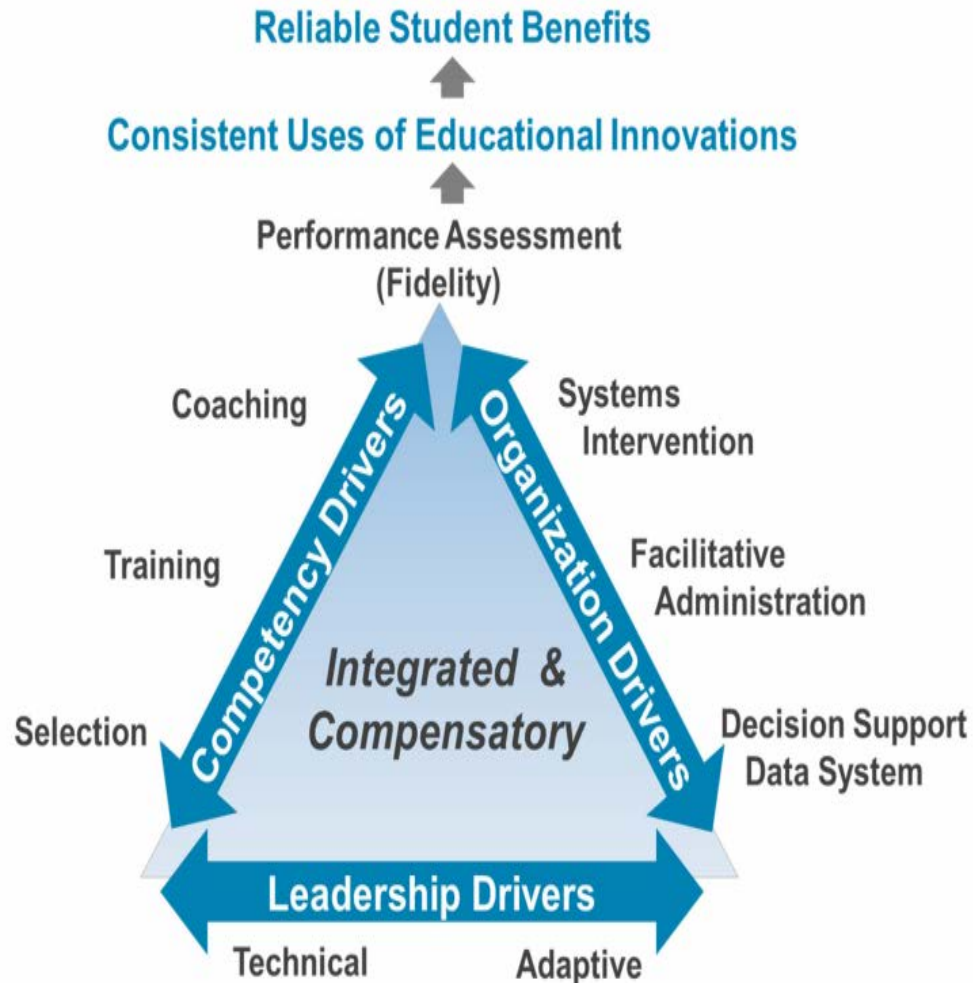 Reliable Student Benefits
Consistent Uses of Educational Innovations
Performance Assessment
(Fidelity)
Coaching
Training
Selection
Competency Drivers
Organization Drivers
Systems
Intervention
Facilitative
Administration
Decision Support
Data System
Integrated &
Compensatory
Leadership Drivers
Technical
Adaptive